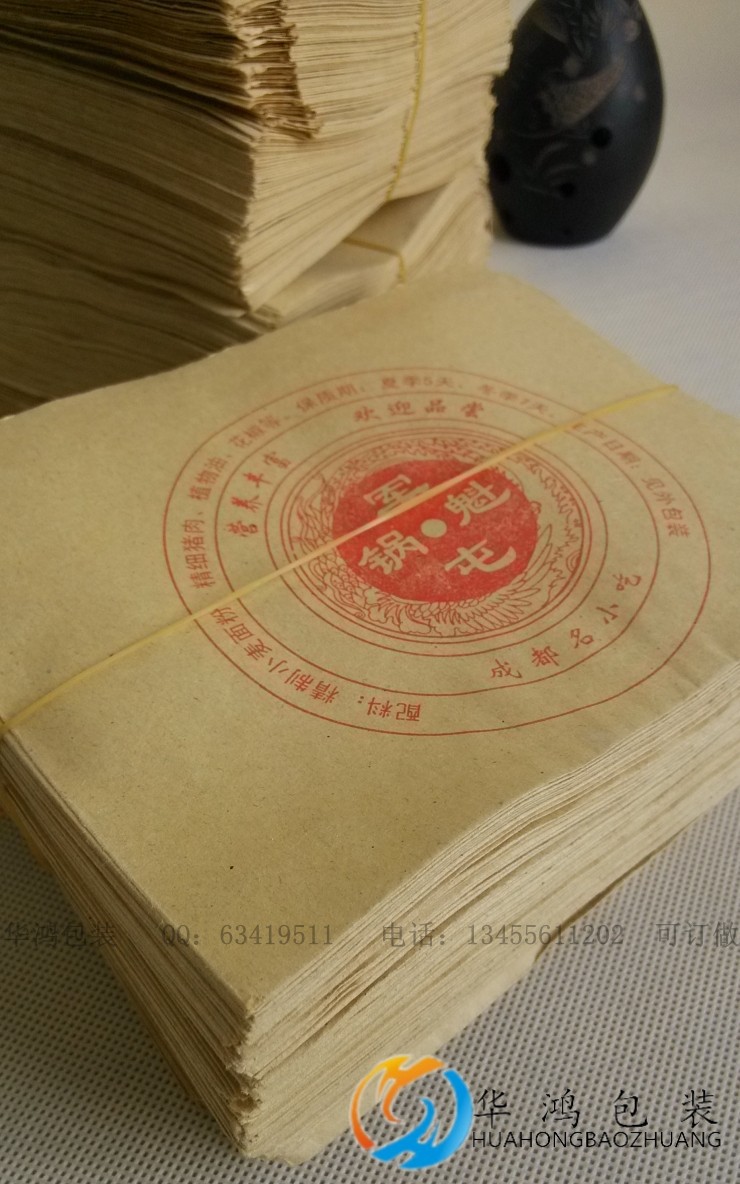 配料：精制小麦面粉、精细猪肉、植物油、花椒等、保质期：夏季5天、冬季7天、生产日期：见外包装
营养丰富
欢迎品尝
成都名小吃
军
魁
锅
屯
华鸿包装 QQ：63419511 电话：13455611202 可订做
华鸿包装
HUAHONGBAOZHUANG